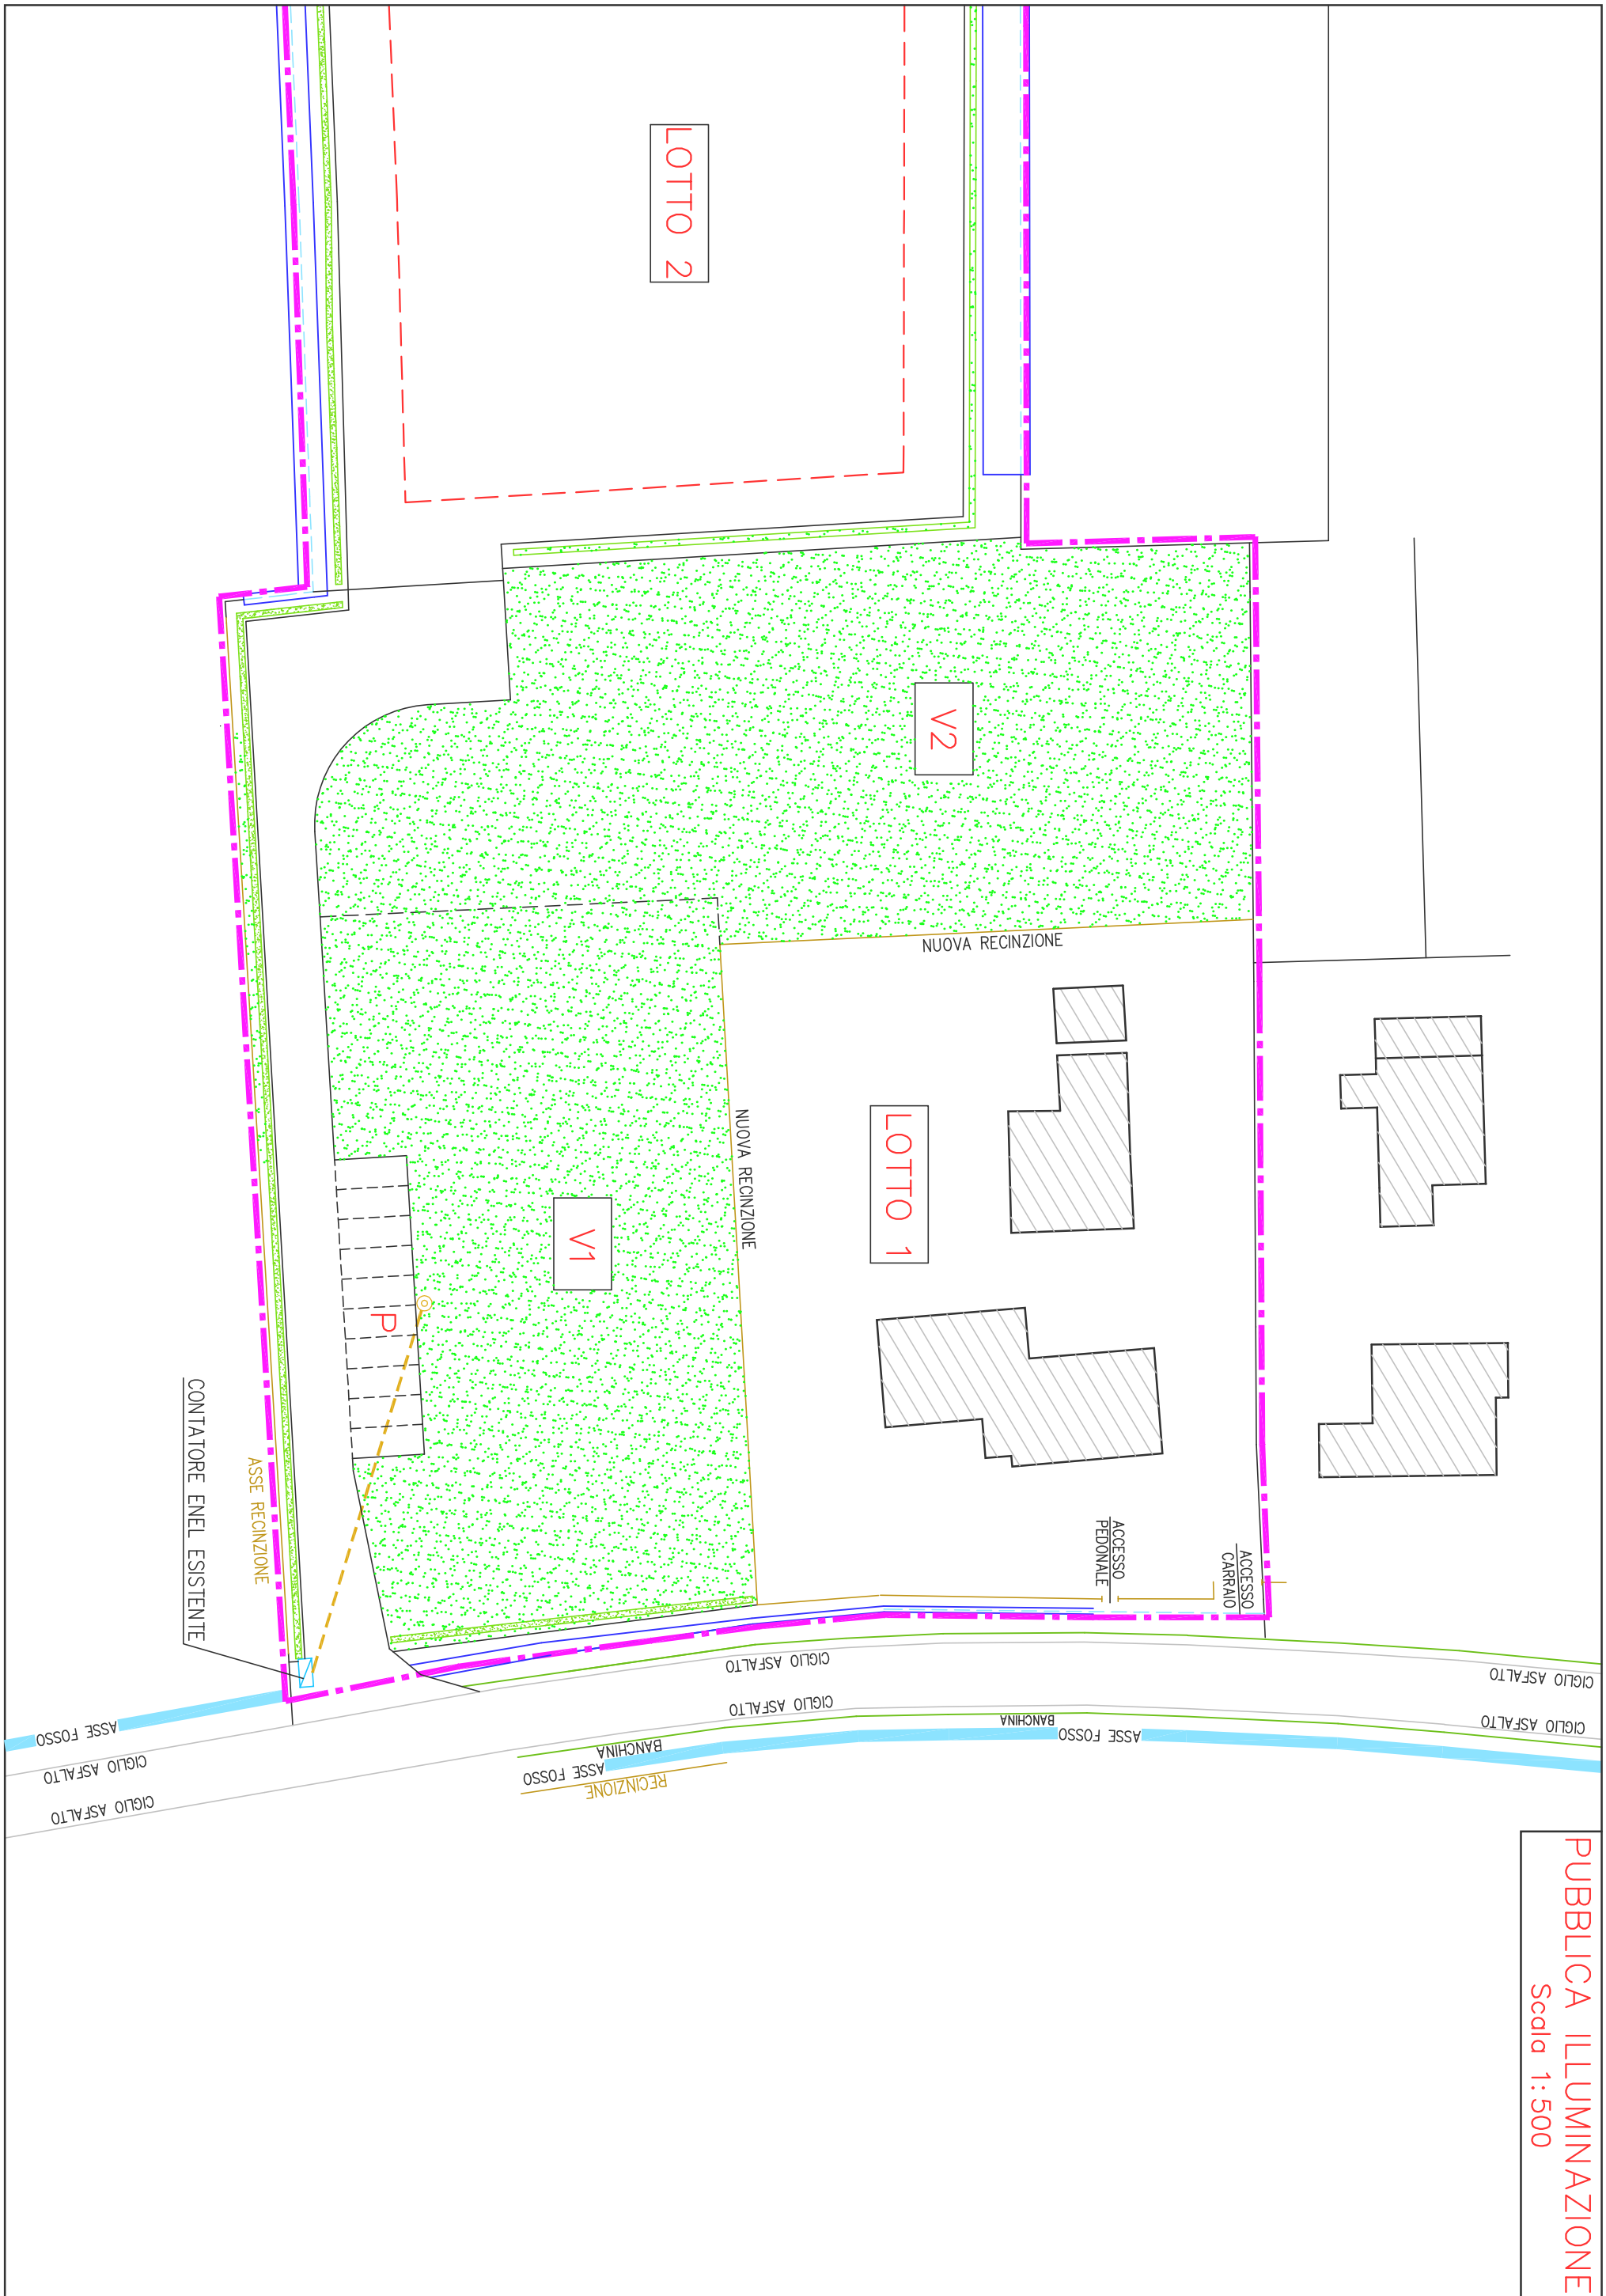 PUBBLICA ILLUMINAZIONE
Scala 1:500
LOTTO 2
V2
NUOVA RECINZIONE
NUOVA RECINZIONE
LOTTO 1
V1
P
ACCESSO
PEDONALE
ACCESSO
CARRAIO
CONTATORE ENEL ESISTENTE
ASSE RECINZIONE
CIGLIO ASFALTO
CIGLIO ASFALTO
CIGLIO ASFALTO
CIGLIO ASFALTO
BANCHINA
ASSE FOSSO
BANCHINA
ASSE FOSSO
RECINZIONE
ASSE FOSSO
CIGLIO ASFALTO
CIGLIO ASFALTO